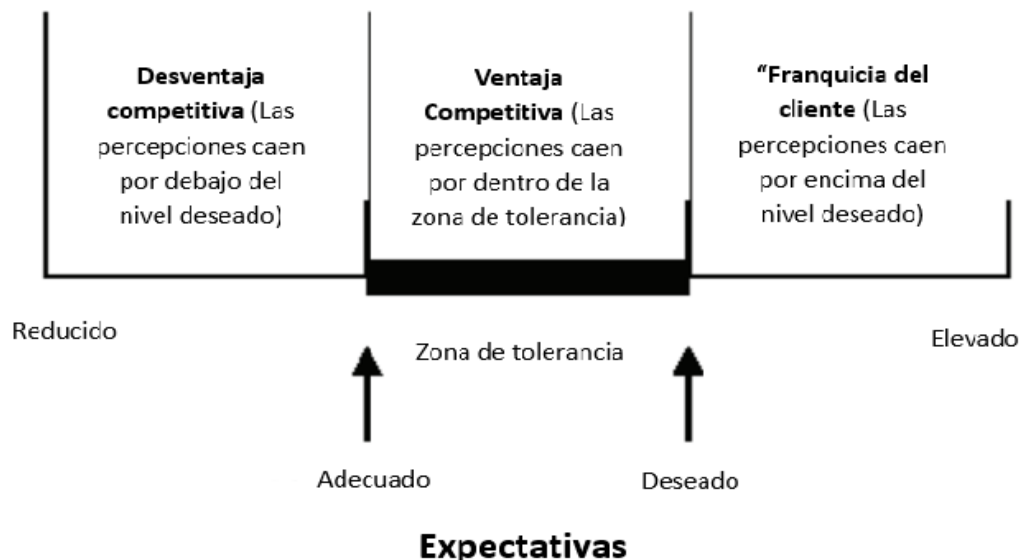 Desventaja
competitiva (Las
percepciones caen
por debajo del
nivel deseado)
Ventaja
Competitiva (Las
percepciones caen
por dentro de la
zona de tolerancia)
“Franquicia del
cliente (Las
percepciones caen
por encima del
nivel deseado)
Reducido
Zona de tolerancia
Elevado
Adecuado
Deseado
Expectativas